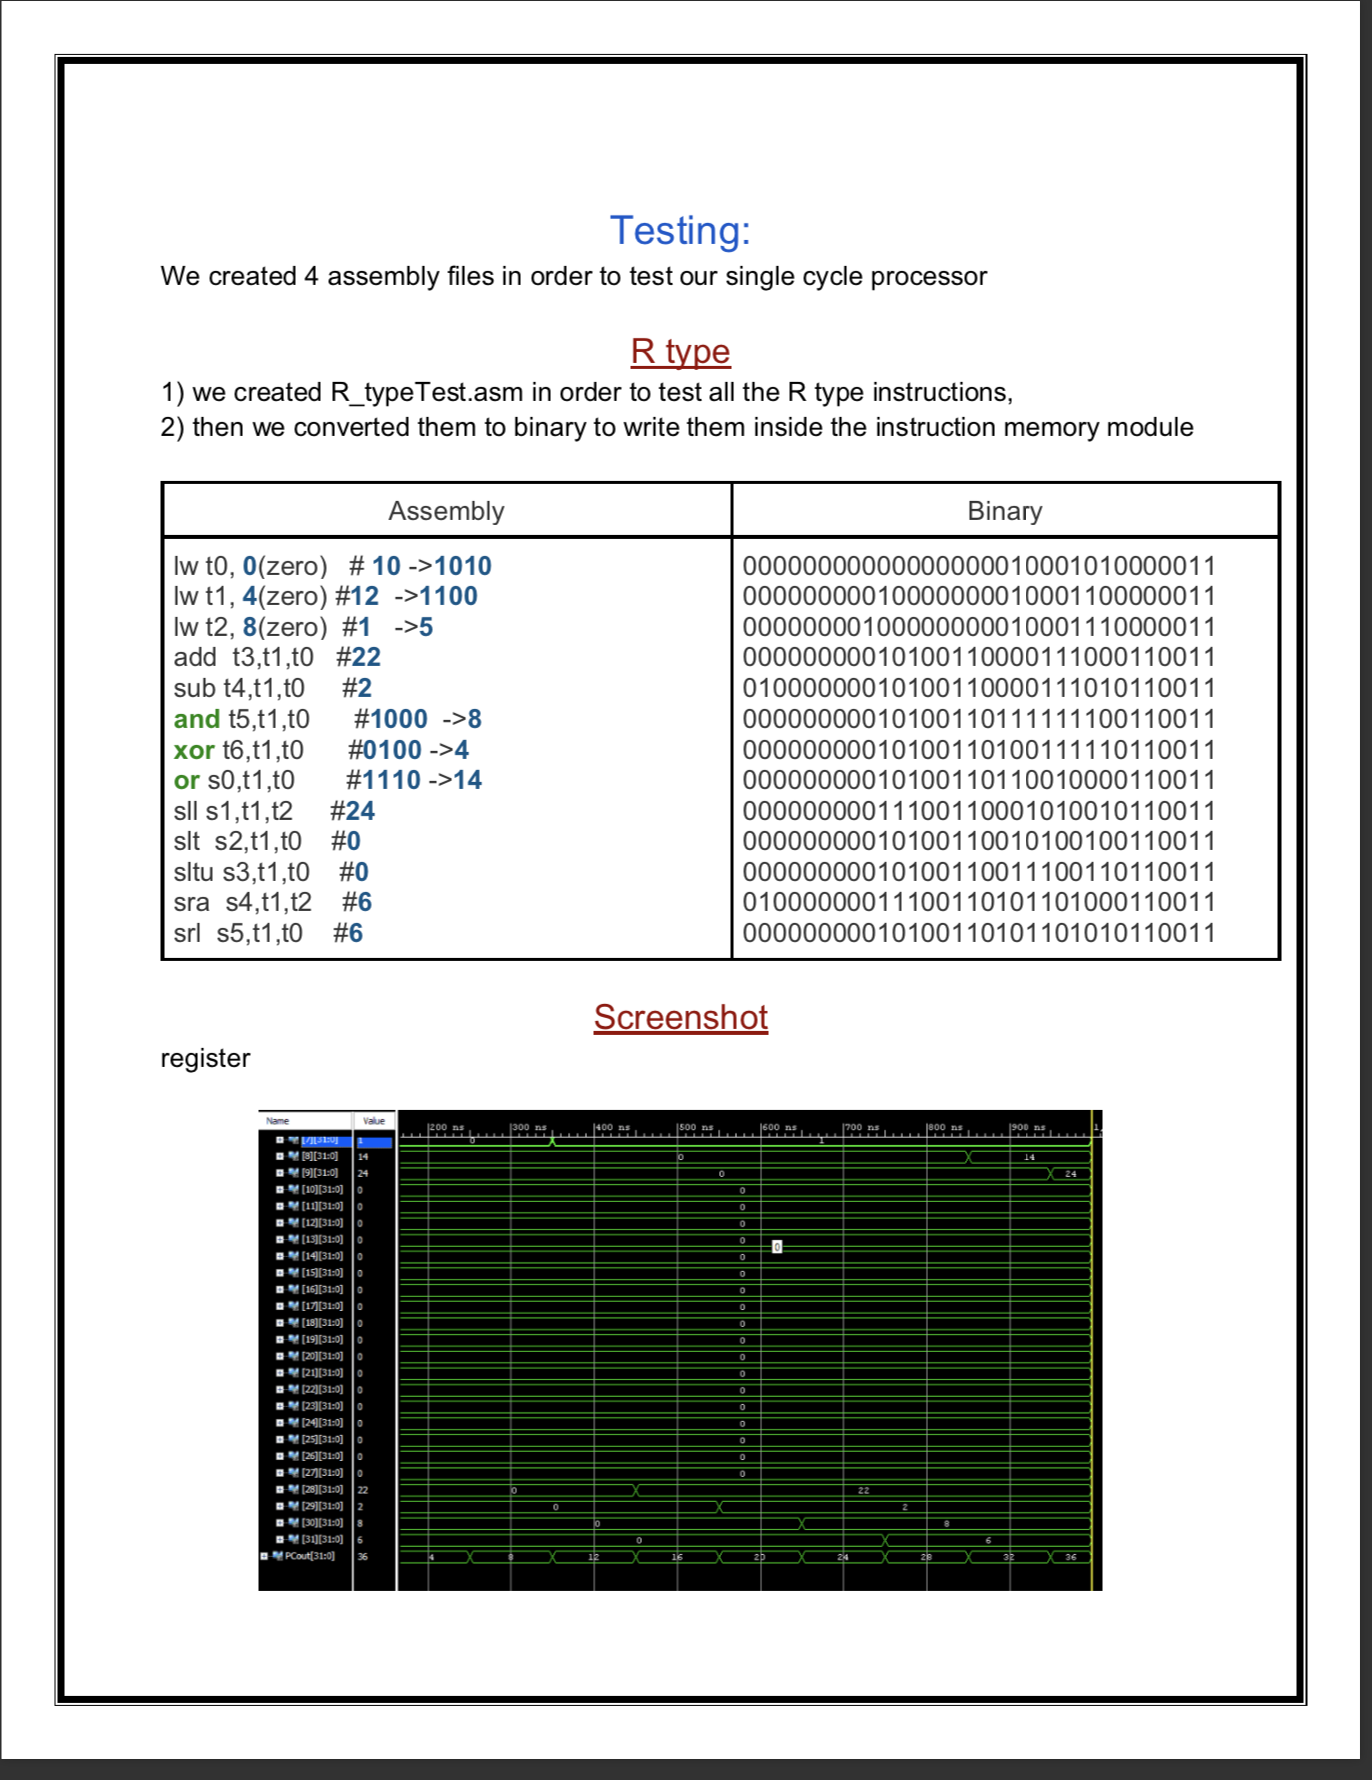 Testing:
We created 4 assembly files in order to test our single cycle processor
R type
1) we created R_typeTest.asm in order to test all the R type instructions,
2) then we converted them to binary to write them inside the instruction memory module
Assembly Binary
lw t0, 0(zero) # 10 ->1010 00000000000000000010001010000011
lw t1, 4(zero) #12 ->1100 00000000010000000010001100000011
lw t2, 8(zero) #1 ->5 00000000100000000010001110000011
add t3,t1,t0 #22 00000000010100110000111000110011
sub t4,t1,t0 #2 01000000010100110000111010110011
and t5,t1,t0 #1000 ->8 00000000010100110111111100110011
xor t6,t1,t0 #0100 ->4 00000000010100110100111110110011
or s0,t1,t0 #1110 ->14 00000000010100110110010000110011
sll s1,t1,t2 #24 00000000011100110001010010110011
slt s2,t1,t0 #0 00000000010100110010100100110011
sltu s3,t1,t0 #0 00000000010100110011100110110011
sra s4,t1,t2 #6 01000000011100110101101000110011
srl s5,t1,t0 #6 00000000010100110101101010110011
Screenshot
register
Name Value 200 ns 300 ns 400 ns 500 ns 600 ns 700 ns 800 ns 900 ns 1,
[7][31:0] 1 0 1
[8][31:0] 14 0 14
[9][31:0] 24 0 24
[10][31:0] 0 0
[11][31:0] 0 0
[12][31:0] 0 0
[13][31:0] 0 0 0
[14][31:0] 0 0
[15][31:0] 0 0
[16][31:0] 0 0
[17][31:0] 0 0
[18][31:0] 0 0
[19][31:0] 0 0
[20][31:0] 0 0
[21][31:0] 0 0
[22][31:0] 0 0
[23][31:0] 0 0
[24][31:0] 0 0
[25][31:0] 0 0
[26][31:0] 0 0
[27][31:0] 0 0
[28][31:0] 22 0 22
[29][31:0] 2 0 2
[30][31:0] 8 0 8
[31][31:0] 6 0 6
PCout[31:0] 36 4 8 12 16 20 24 28 32 36